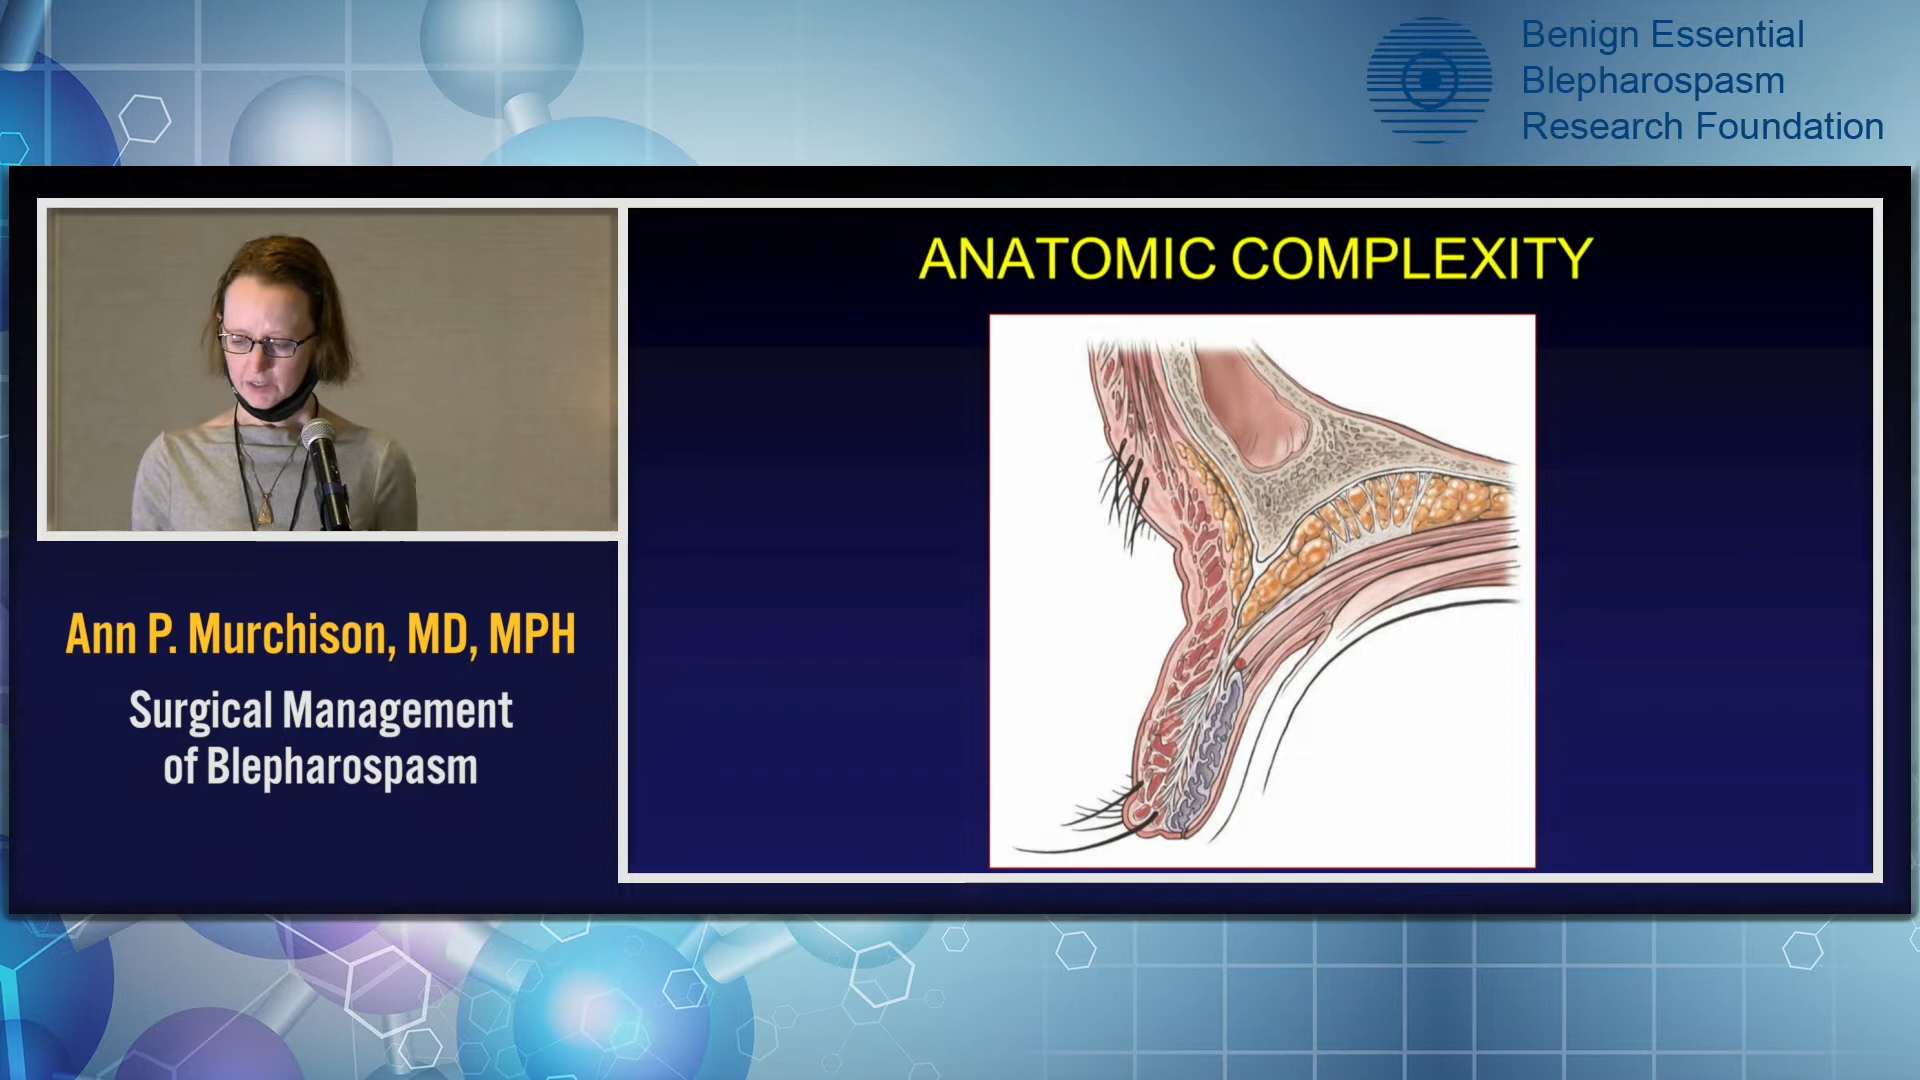 Benign Essential
Blepharospasm
Research Foundation
ANATOMIC COMPLEXITY
Ann P. Murchison, MD, MPH
Surgical Management
of Blepharospasm